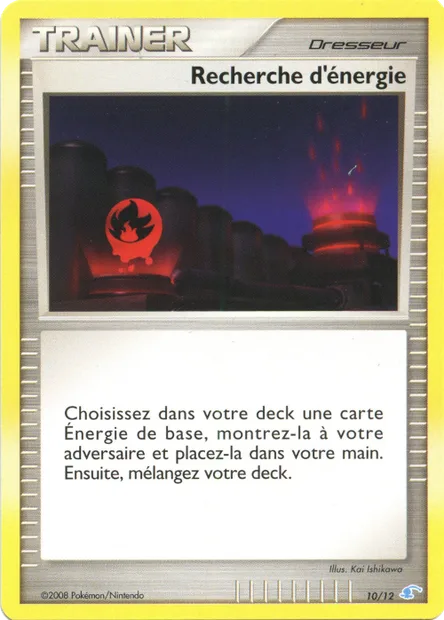 TRAINER
Dresseur
Recherche d'énergie
Choisissez dans votre deck une carte
Énergie de base, montrez-la à votre
adversaire et placez-la dans votre main.
Ensuite, mélangez votre deck.
Illus. Kai Ishikawa
©2008 Pokémon/Nintendo
10/12